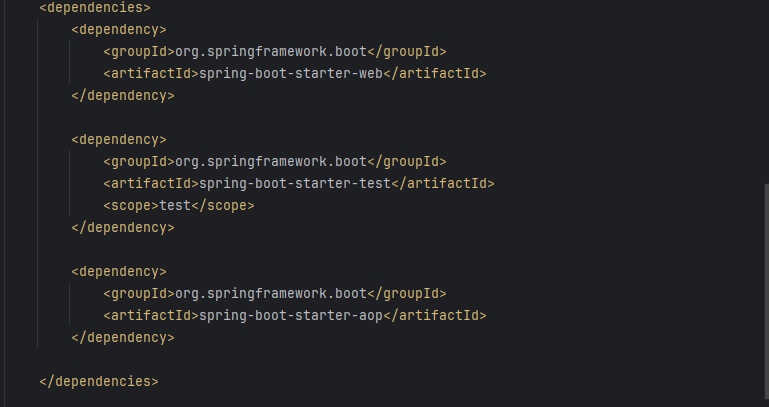 <dependencies>
<dependency>
<groupId>org.springframework.boot</groupId>
<artifactId>spring-boot-starter-web</artifactId>
</dependency>
<dependency>
<groupId>org.springframework.boot</groupId>
<artifactId>spring-boot-starter-test</artifactId>
<scope>test</scope>
</dependency>
<dependency>
<groupId>org.springframework.boot</groupId>
<artifactId>spring-boot-starter-aop</artifactId>
</dependency>
</dependencies>